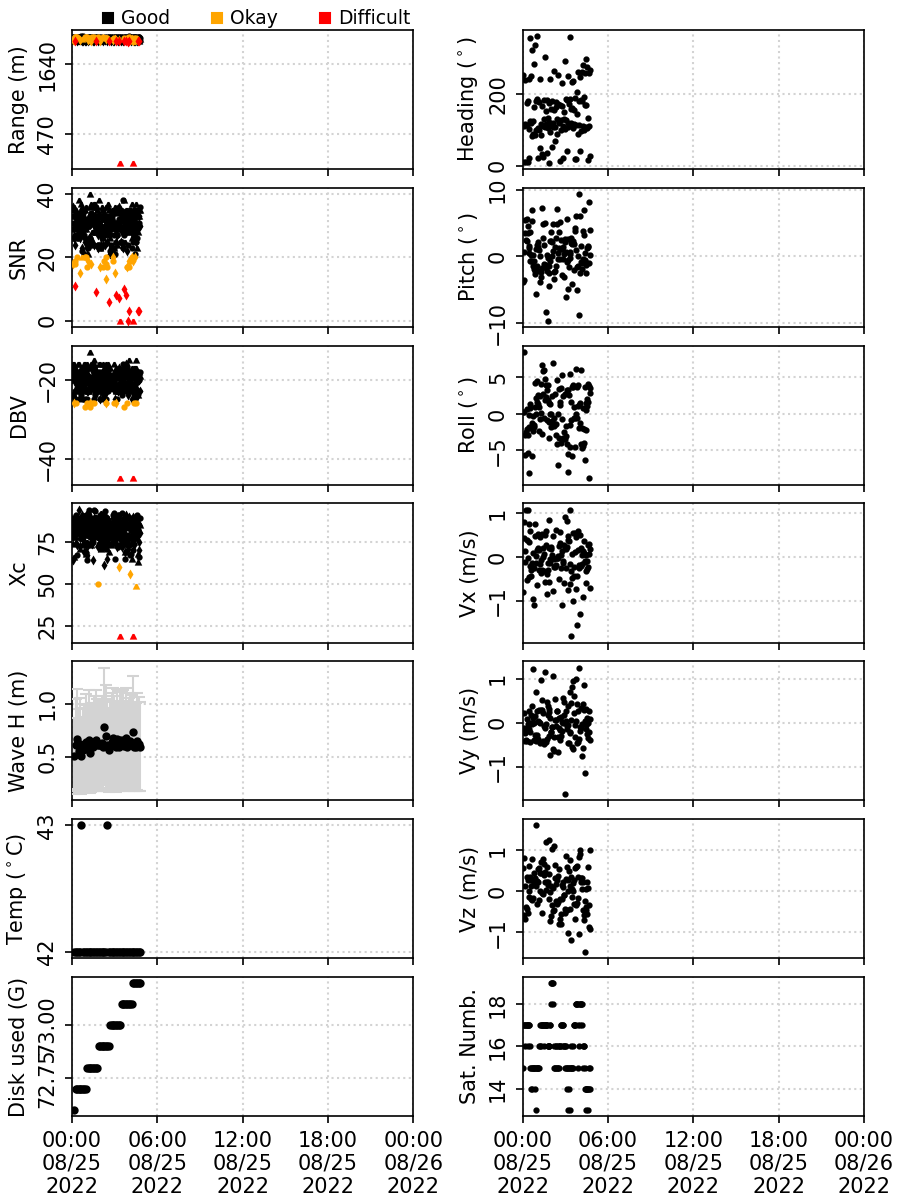 Good Okay Difficult
Range (m)
1640
470
Heading (°)
200
0
SNR
40
20
0
Pitch (°)
10
0
−10
DBV
−20
−40
Roll (°)
5
0
−5
Xc
75
50
25
Vx (m/s)
1
0
−1
Wave H (m)
1.0
0.5
Vy (m/s)
1
0
−1
Temp (°C)
43
42
Vz (m/s)
1
0
−1
Disk used (G)
73.00
72.75
Sat. Numb.
18
16
14
00:00 06:00 12:00 18:00 00:00 00:00 06:00 12:00 18:00 00:00
08/25 08/25 08/25 08/25 08/26 08/25 08/25 08/25 08/25 08/26
2022 2022 2022 2022 2022 2022 2022 2022 2022 2022